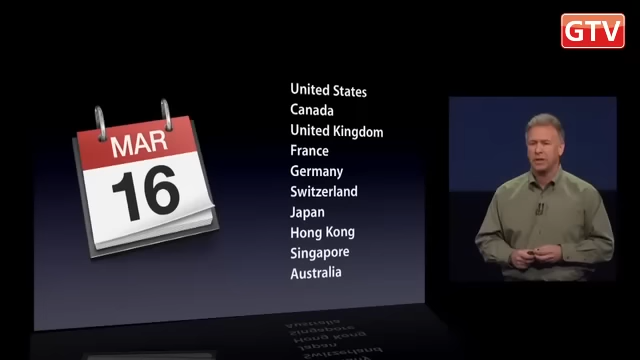 GTV
MAR
16
United States
Canada
United Kingdom
France
Germany
Switzerland
Japan
Hong Kong
Singapore
Australia